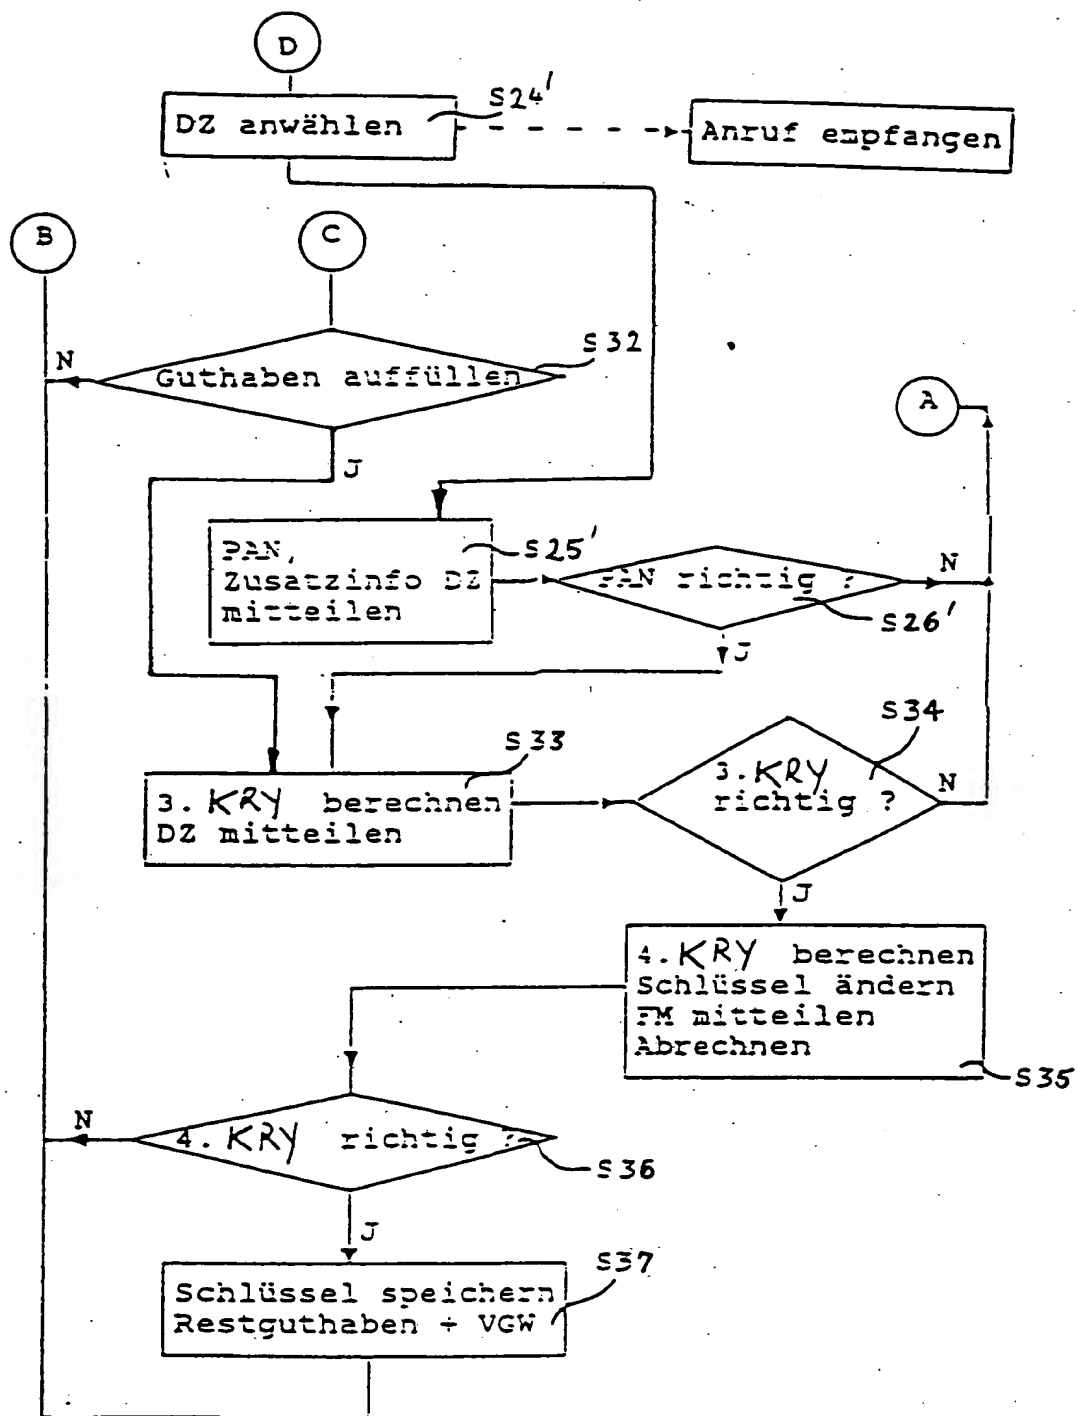 D
S24'
DZ anwählen
Anruf empfangen
B
C
S32
N
Guthaben auffüllen
A
J
PAN,
Zusatzinfo DZ
mitteilen
S25'
PAN richtig ?
N
S26'
J
S33
S34
3. KRY berechnen
DZ mitteilen
3. KRY
richtig ?
N
J
4. KRY berechnen
Schlüssel ändern
FM mitteilen
Abrechnen
S35
N
4. KRY richtig ?
S36
J
S37
Schlüssel speichern
Restguthaben + VGW